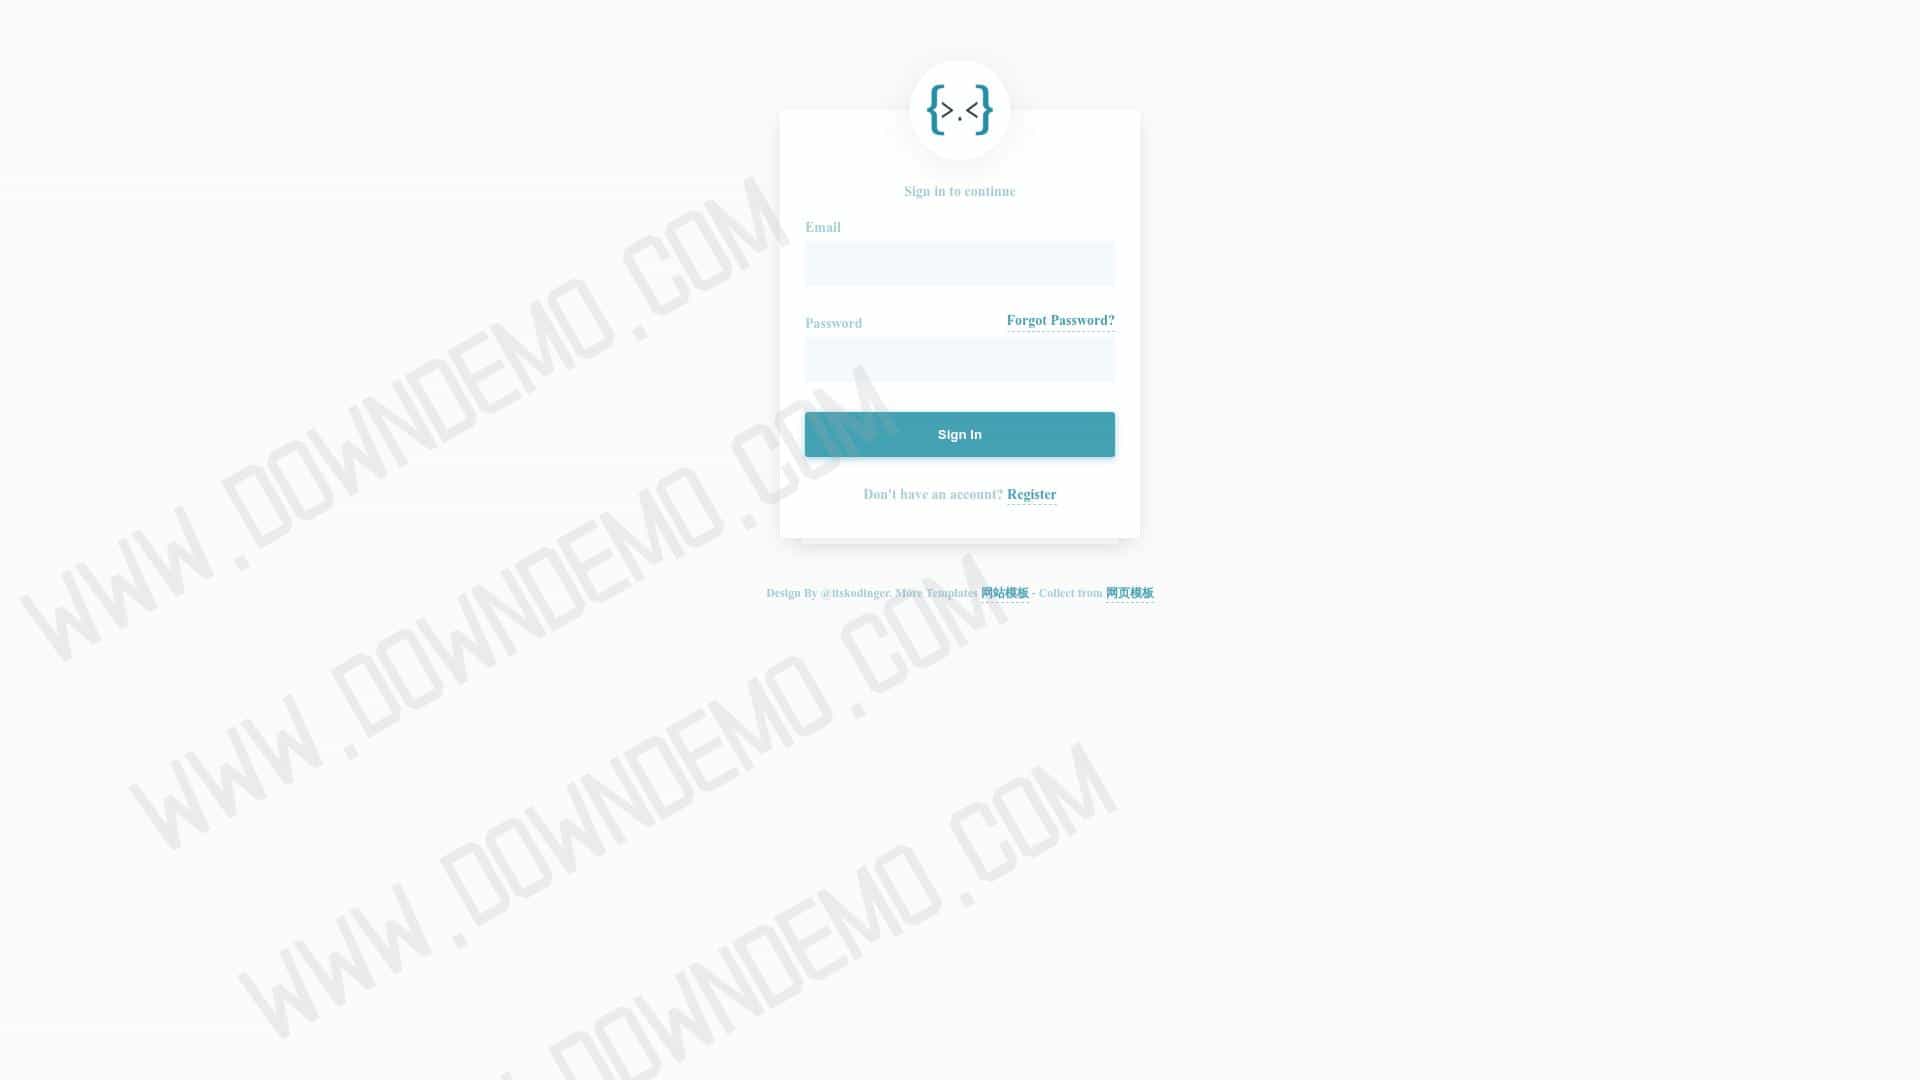 {>.<}
Sign in to continue
Email
Password
Forgot Password?
Sign In
Don't have an account? Register
Design By @itskodinger. More Templates 网站模板 - Collect from 网页模板
WWW.DOWNDEMO.COM
WWW.DOWNDEMO.COM
WWW.DOWNDEMO.COM
.DOWNDEMO.COM